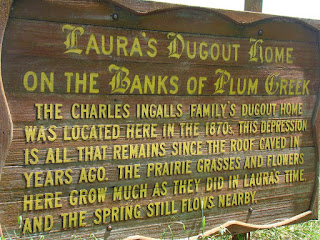 LAURA'S DUGOUT HOME
ON THE BANKS OF PLUM CREEK
THE CHARLES INGALLS FAMILY'S DUGOUT HOME
WAS LOCATED HERE IN THE 1870s. THIS DEPRESSION
IS ALL THAT REMAINS SINCE THE ROOF CAVED IN
YEARS AGO. THE PRAIRIE GRASSES AND FLOWERS
HERE GROW MUCH AS THEY DID IN LAURA'S TIME
AND THE SPRING STILL FLOWS NEARBY.